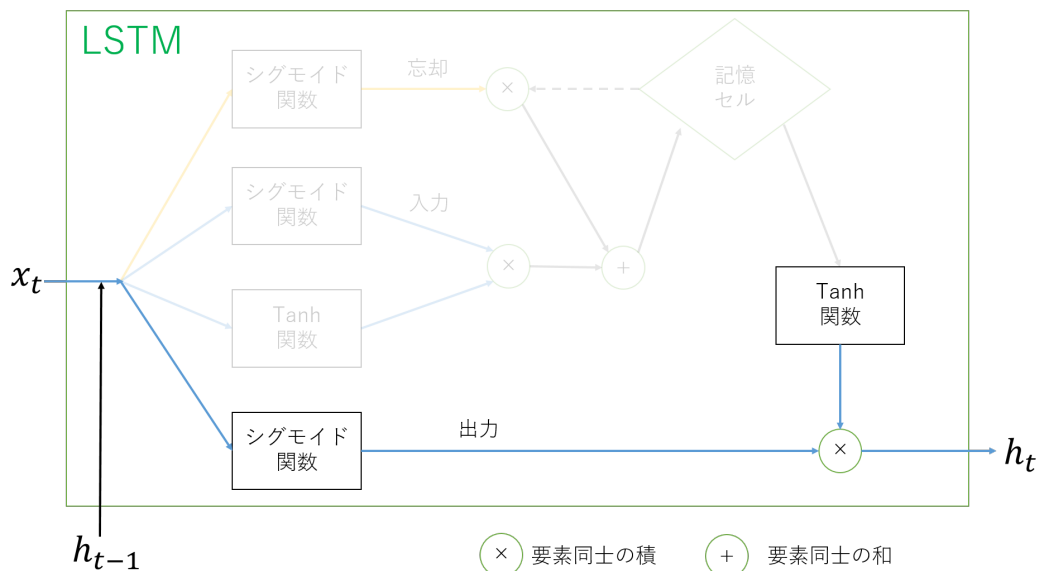 LSTM
シグモイド
関数
忘却
×
記憶
セル
シグモイド
関数
入力
×
+
x_t
Tanh
関数
Tanh
関数
シグモイド
関数
出力
×
h_t
h_{t−1}
× 要素同士の積
+ 要素同士の和